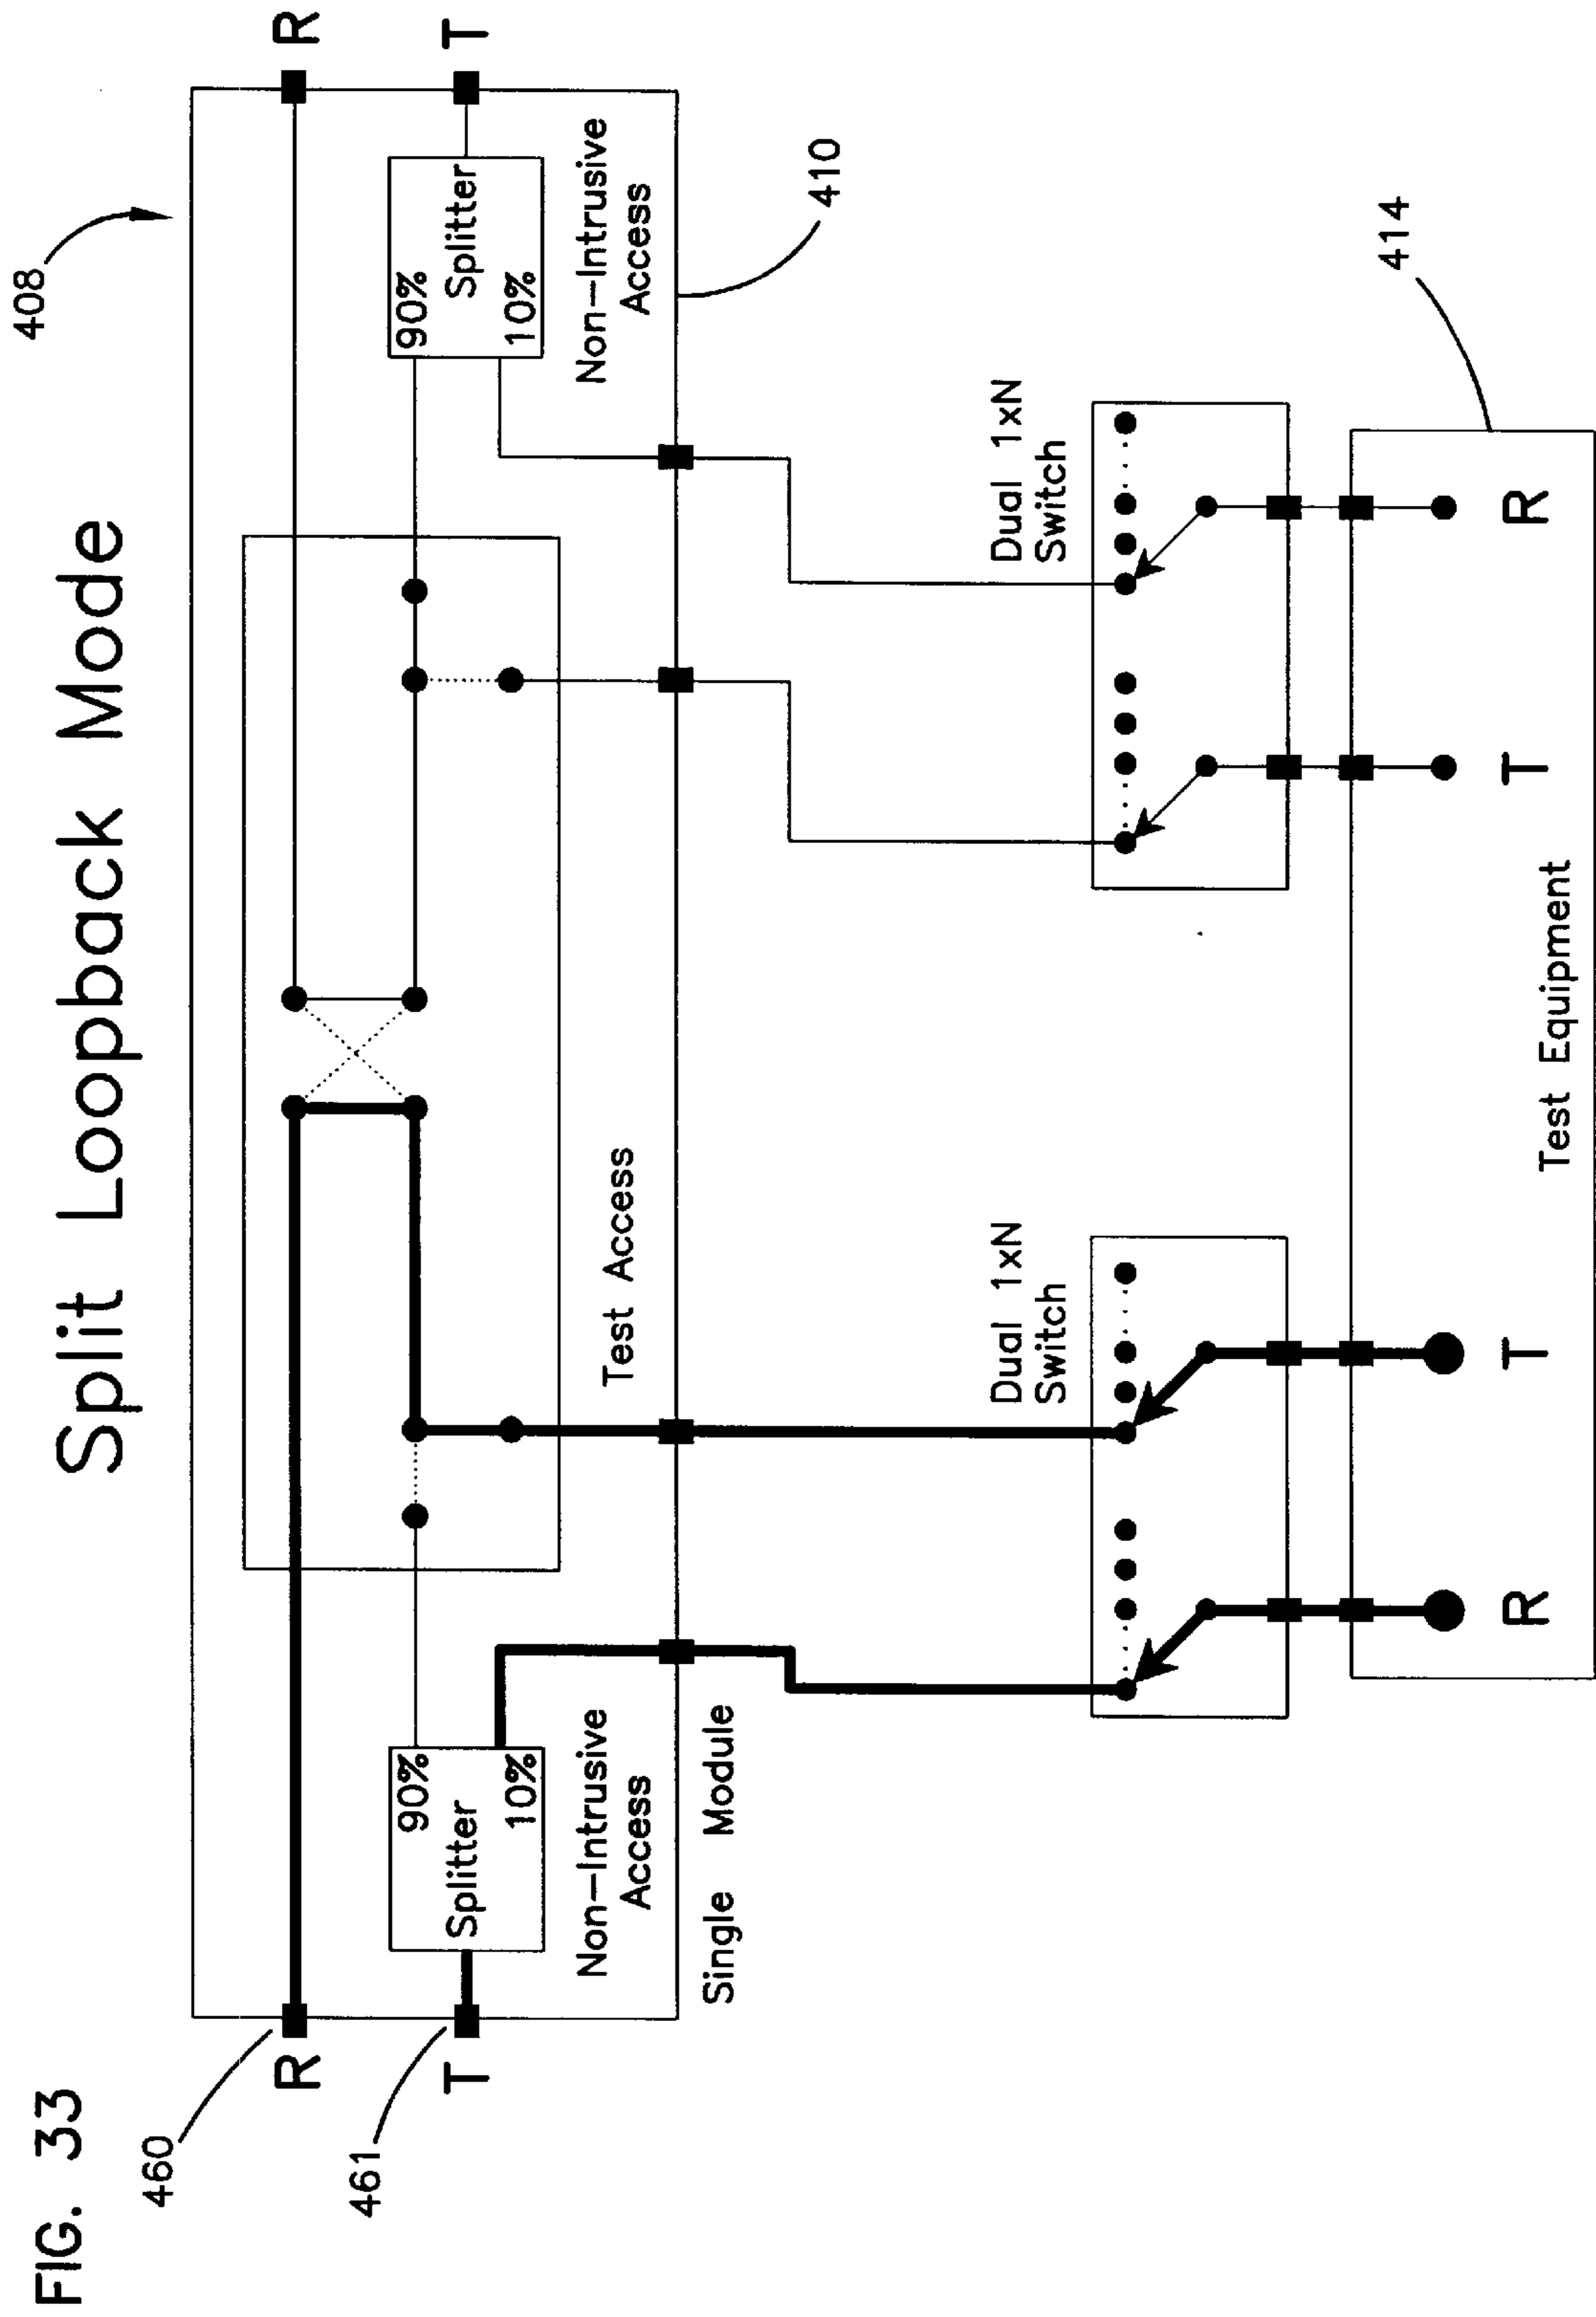 FIG. 33
Split Loopback Mode
408
460
R
R
461
T
T
90%
Splitter
10%
90%
Splitter
10%
Non-Intrusive
Access
Test Access
Non-Intrusive
Access
410
Single Module
Dual 1xN
Switch
Dual 1xN
Switch
414
R
T
T
R
Test Equipment